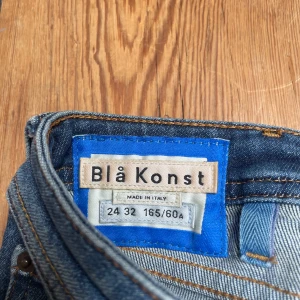 Blå Konst
MADE IN ITALY
24 32 165/60A